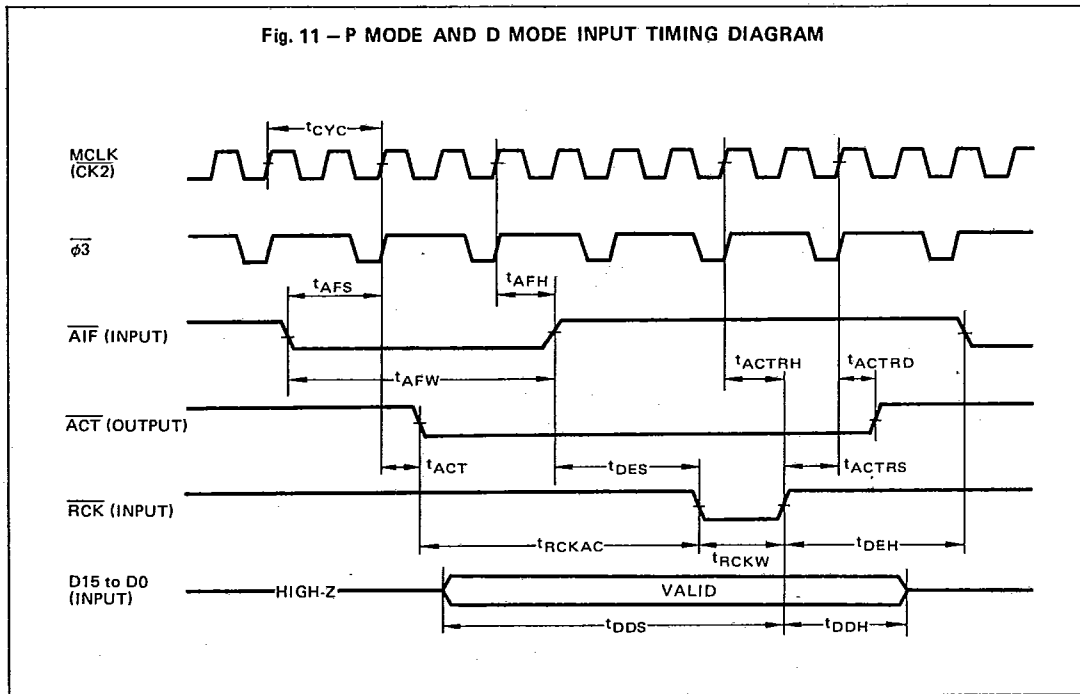 Fig. 11 – P MODE AND D MODE INPUT TIMING DIAGRAM
tCYC
MCLK
(CK2)
φ3
tAFS
tAFH
AIF (INPUT)
tAFW
tACTRH
tACTRD
ACT (OUTPUT)
tACT
tDES
tACTRS
RCK (INPUT)
tRCKAC
tRCKW
tDEH
D15 to D0
(INPUT)
HIGH-Z
VALID
tDDS
tDDH